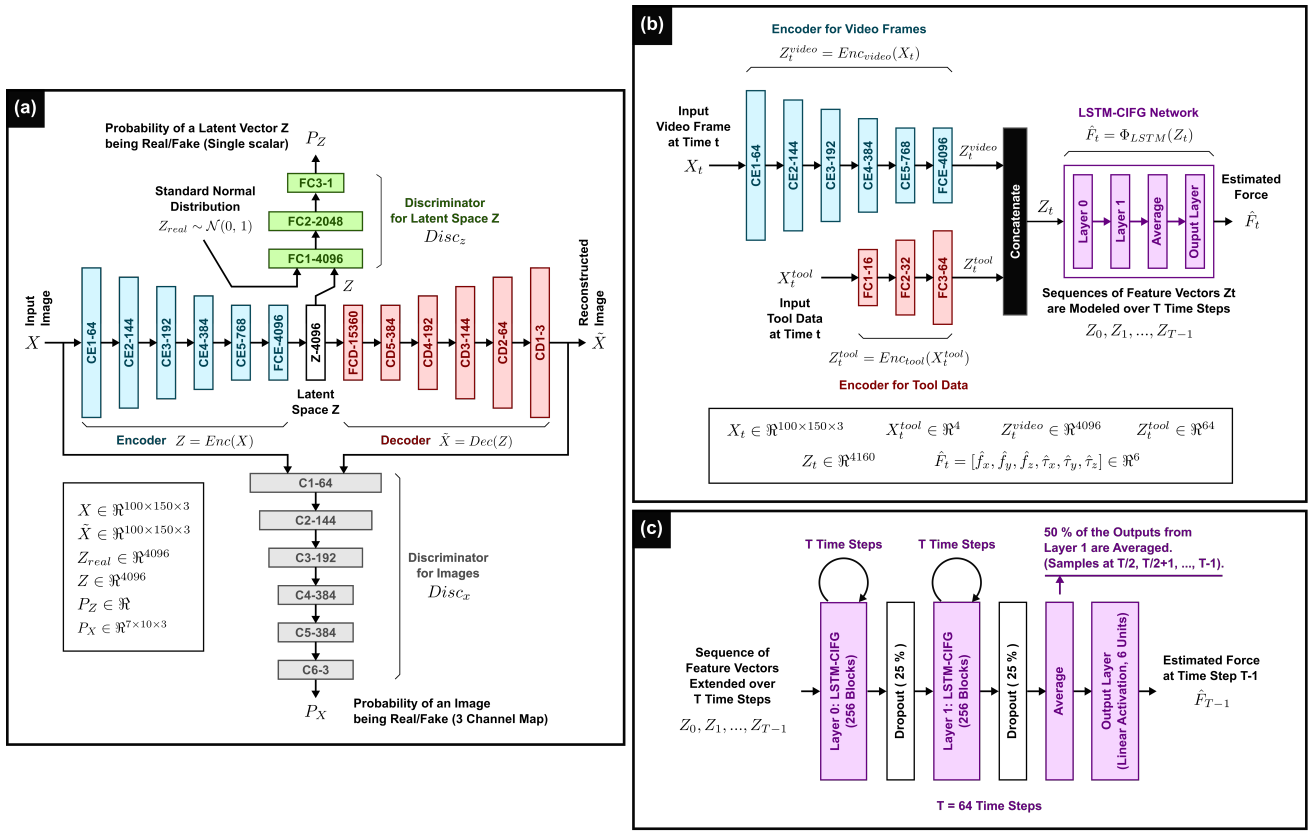 (a)
Probability of a Latent Vector Z
being Real/Fake (Single scalar)
P_Z
FC3-1
FC2-2048
FC1-4096
Standard Normal
Distribution
Z_{real} ∼ 𝒩(0, 1)
Discriminator
for Latent Space Z
Disc_z
Z
Input
Image
X
CE1-64
CE2-144
CE3-192
CE4-384
CE5-768
FCE-4096
Z-4096
FCD-15360
CD5-384
CD4-192
CD3-144
CD2-64
CD1-3
Reconstructed
Image
X̃
Latent
Space Z
Encoder Z = Enc(X)
Decoder X̃ = Dec(Z)
C1-64
C2-144
C3-192
C4-384
C5-384
C6-3
Discriminator
for Images
Disc_x
P_X
Probability of an Image
being Real/Fake (3 Channel Map)
X ∈ ℜ^{100×150×3}
X̃ ∈ ℜ^{100×150×3}
Z_{real} ∈ ℜ^{4096}
Z ∈ ℜ^{4096}
P_Z ∈ ℜ
P_X ∈ ℜ^{7×10×3}
(b)
Encoder for Video Frames
Z_t^{video} = Enc_{video}(X_t)
Input
Video Frame
at Time t
X_t
CE1-64
CE2-144
CE3-192
CE4-384
CE5-768
FCE-4096
Z_t^{video}
X_t^{tool}
Input
Tool Data
at Time t
FC1-16
FC2-32
FC3-64
Z_t^{tool}
Z_t^{tool} = Enc_{tool}(X_t^{tool})
Encoder for Tool Data
Concatenate
Z_t
LSTM-CIFG Network
F̂_t = Φ_{LSTM}(Z_t)
Layer 0
Layer 1
Average
Ouput Layer
Estimated
Force
F̂_t
Sequences of Feature Vectors Zt
are Modeled over T Time Steps
Z_0, Z_1, ..., Z_{T−1}
X_t ∈ ℜ^{100×150×3} X_t^{tool} ∈ ℜ^4 Z_t^{video} ∈ ℜ^{4096} Z_t^{tool} ∈ ℜ^{64}
Z_t ∈ ℜ^{4160} F̂_t = [f̂_x, f̂_y, f̂_z, τ̂_x, τ̂_y, τ̂_z] ∈ ℜ^6
(c)
T Time Steps
T Time Steps
50 % of the Outputs from
Layer 1 are Averaged.
(Samples at T/2, T/2+1, ..., T-1).
Sequence of
Feature Vectors
Extended over
T Time Steps
Z_0, Z_1, ..., Z_{T−1}
Layer 0: LSTM-CIFG
(256 Blocks)
Dropout ( 25 % )
Layer 1: LSTM-CIFG
(256 Blocks)
Dropout ( 25 % )
Average
Output Layer
(Linear Activation, 6 Units)
Estimated Force
at Time Step T-1
F̂_{T−1}
T = 64 Time Steps